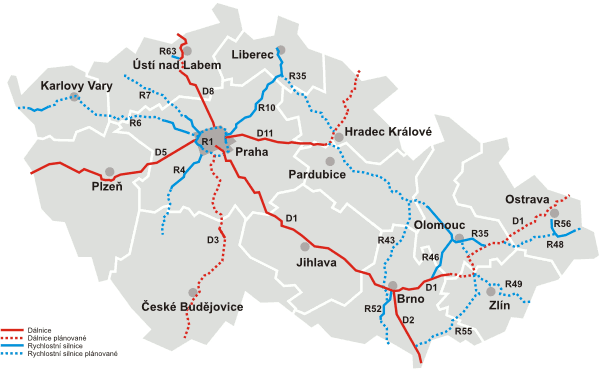 R63
Ústí nad Labem
Liberec
R35
Karlovy Vary
R7
D8
R10
R6
D11
Hradec Králové
R1
Praha
D5
R4
Plzeň
Pardubice
Ostrava
D1
D1
R56
Olomouc
R35
R48
D3
R43
Jihlava
R46
D1
R49
České Budějovice
Brno
Zlín
R52
D2
R55
Dálnice
Dálnice plánované
Rychlostní silnice
Rychlostní silnice plánované